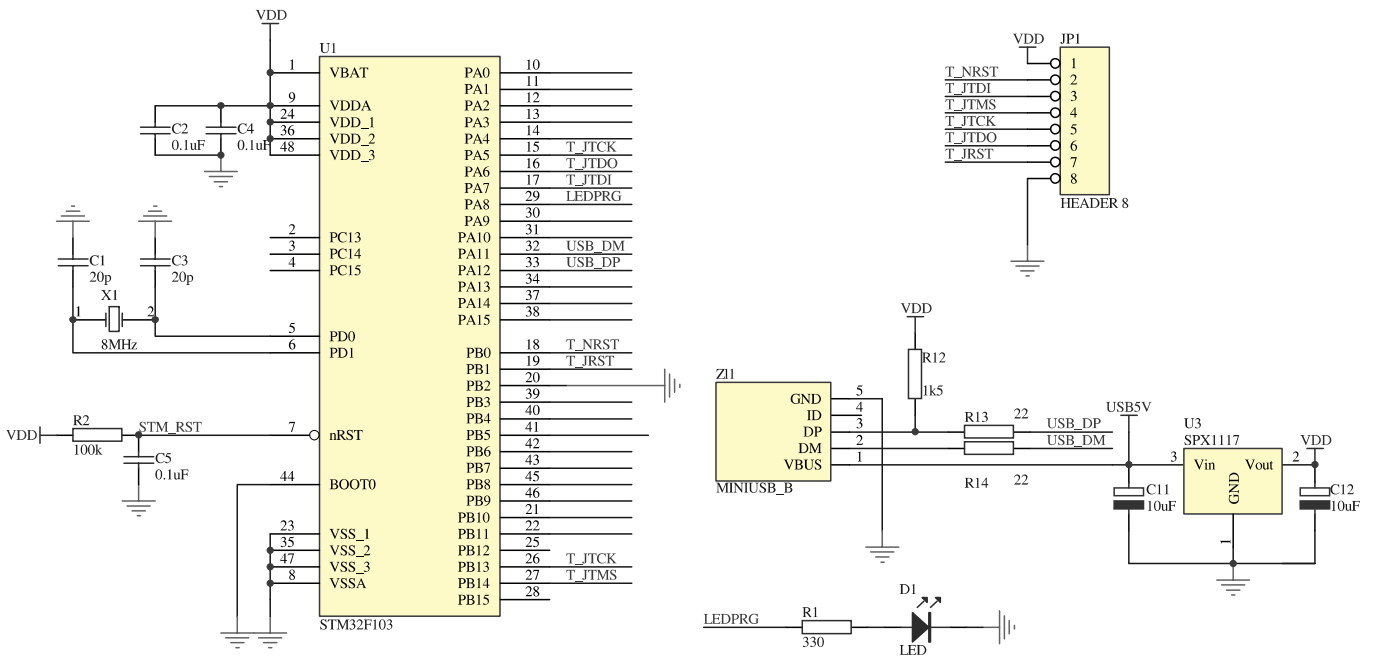 VDD
U1
1 VBAT
9 VDDA
24 VDD_1
36 VDD_2
48 VDD_3
C2
0.1uF
C4
0.1uF
2 PC13
3 PC14
4 PC15
C1
20p
C3
20p
X1
1 2
8MHz
5 PD0
6 PD1
VDD
R2
100k
STM_RST
7 nRST
C5
0.1uF
44 BOOT0
23 VSS_1
35 VSS_2
47 VSS_3
8 VSSA
STM32F103
PA0 10
PA1 11
PA2 12
PA3 13
PA4 14
PA5 15 T_JTCK
PA6 16 T_JTDO
PA7 17 T_JTDI
PA8 29 LEDPRG
PA9 30
PA10 31
PA11 32 USB_DM
PA12 33 USB_DP
PA13 34
PA14 37
PA15 38
PB0 18 T_NRST
PB1 19 T_JRST
PB2 20
PB3 39
PB4 40
PB5 41
PB6 42
PB7 43
PB8 45
PB9 46
PB10 21
PB11 22
PB12 25
PB13 26 T_JTCK
PB14 27 T_JTMS
PB15 28
VDD
JP1
1
T_NRST 2
T_JTDI 3
T_JTMS 4
T_JTCK 5
T_JTDO 6
T_JRST 7
8
HEADER 8
VDD
R12
1k5
Zl1
GND 5
ID 4
DP 3
DM 2
VBUS 1
MINIUSB_B
R13 22 USB_DP
USB_DM
R14 22
USB5V
U3
SPX1117
3 Vin
Vout 2
GND
1
VDD
C11
10uF
C12
10uF
LEDPRG
R1
330
D1
LED